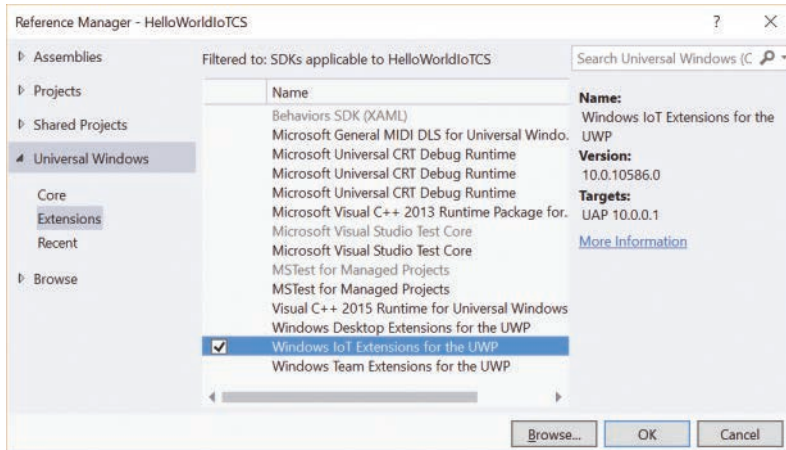 Reference Manager - HelloWorldIoTCS
? ×
Assemblies
Projects
Shared Projects
Universal Windows
Core
Extensions
Recent
Browse
Filtered to: SDKs applicable to HelloWorldIoTCS
Name
Behaviors SDK (XAML)
Microsoft General MIDI DLS for Universal Windo.
Microsoft Universal CRT Debug Runtime
Microsoft Universal CRT Debug Runtime
Microsoft Universal CRT Debug Runtime
Microsoft Visual C++ 2013 Runtime Package for..
Microsoft Visual Studio Test Core
Microsoft Visual Studio Test Core
MSTest for Managed Projects
MSTest for Managed Projects
Visual C++ 2015 Runtime for Universal Windows
Windows Desktop Extensions for the UWP
Windows IoT Extensions for the UWP
Windows Team Extensions for the UWP
Search Universal Windows (C
Name:
Windows IoT Extensions for the
UWP
Version:
10.0.10586.0
Targets:
UAP 10.0.0.1
More Information
Browse...
OK
Cancel